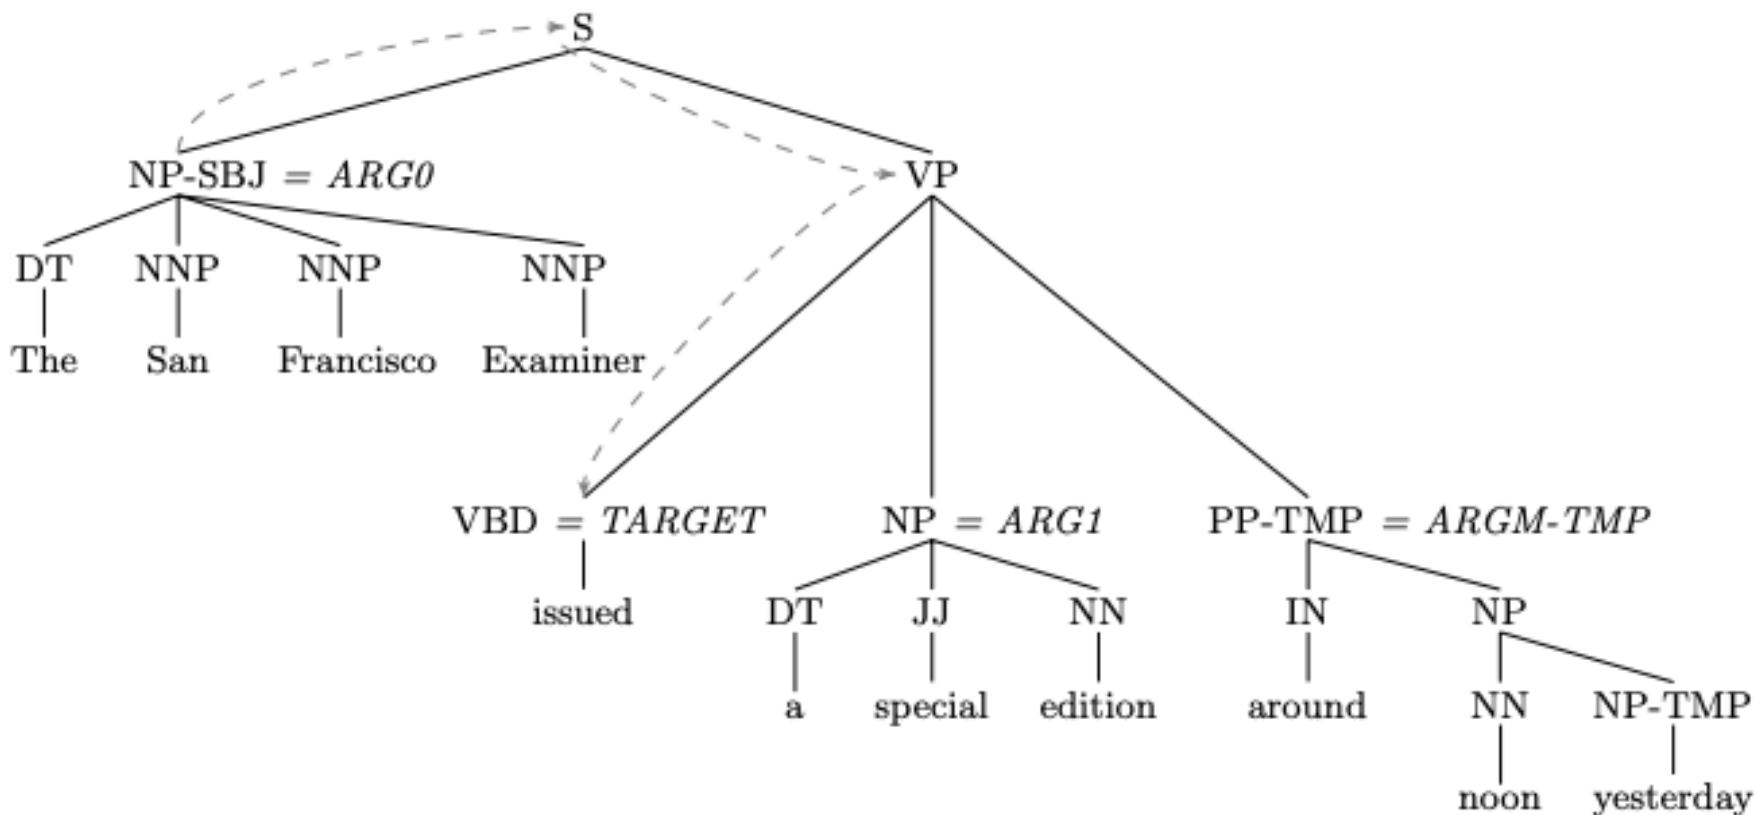 S
NP-SBJ = ARG0 VP
DT NNP NNP NNP
The San Francisco Examiner
VBD = TARGET NP = ARG1 PP-TMP = ARGM-TMP
issued DT JJ NN IN NP
a special edition around NN NP-TMP
noon yesterday